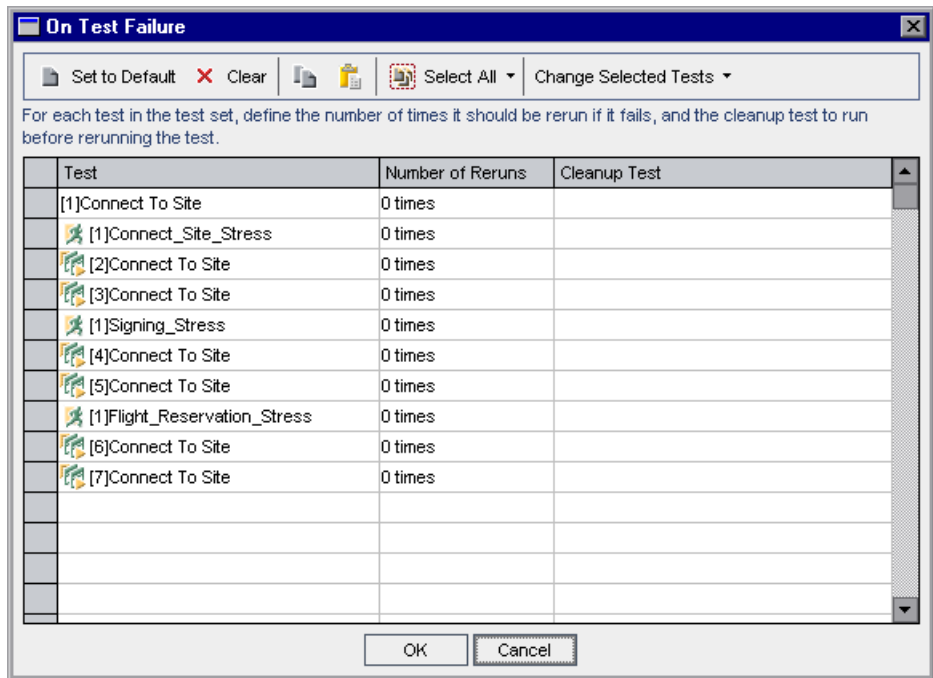 On Test Failure
Set to Default Clear Select All Change Selected Tests
For each test in the test set, define the number of times it should be rerun if it fails, and the cleanup test to run
before rerunning the test.
Test Number of Reruns Cleanup Test
[1]Connect To Site 0 times
[1]Connect_Site_Stress 0 times
[2]Connect To Site 0 times
[3]Connect To Site 0 times
[1]Signing_Stress 0 times
[4]Connect To Site 0 times
[5]Connect To Site 0 times
[1]Flight_Reservation_Stress 0 times
[6]Connect To Site 0 times
[7]Connect To Site 0 times
OK Cancel